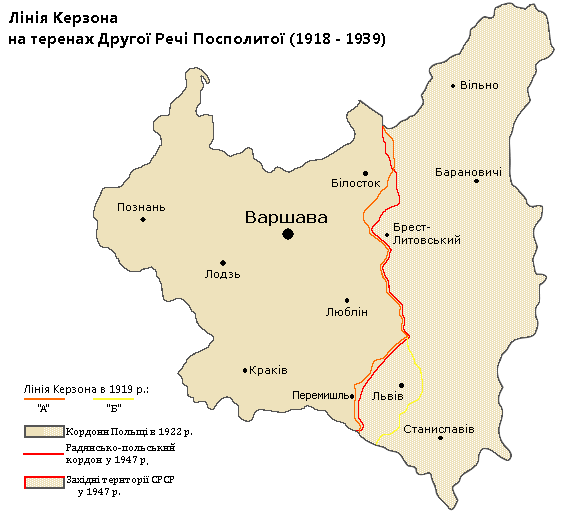 Лінія Керзона
на теренах Другої Речі Посполитої (1918 - 1939)
Вільно
Барановичі
Білосток
Познань
Варшава
Брест-
Литовський
Лодзь
Люблін
Краків
Перемишль
Львів
Станиславів
Лінія Керзона в 1919 р.:
"А" "Б"
Кордони Польщі в 1922 р.
Радянсько-польський
кордон у 1947 р.
Західні території СРСР
у 1947 р.